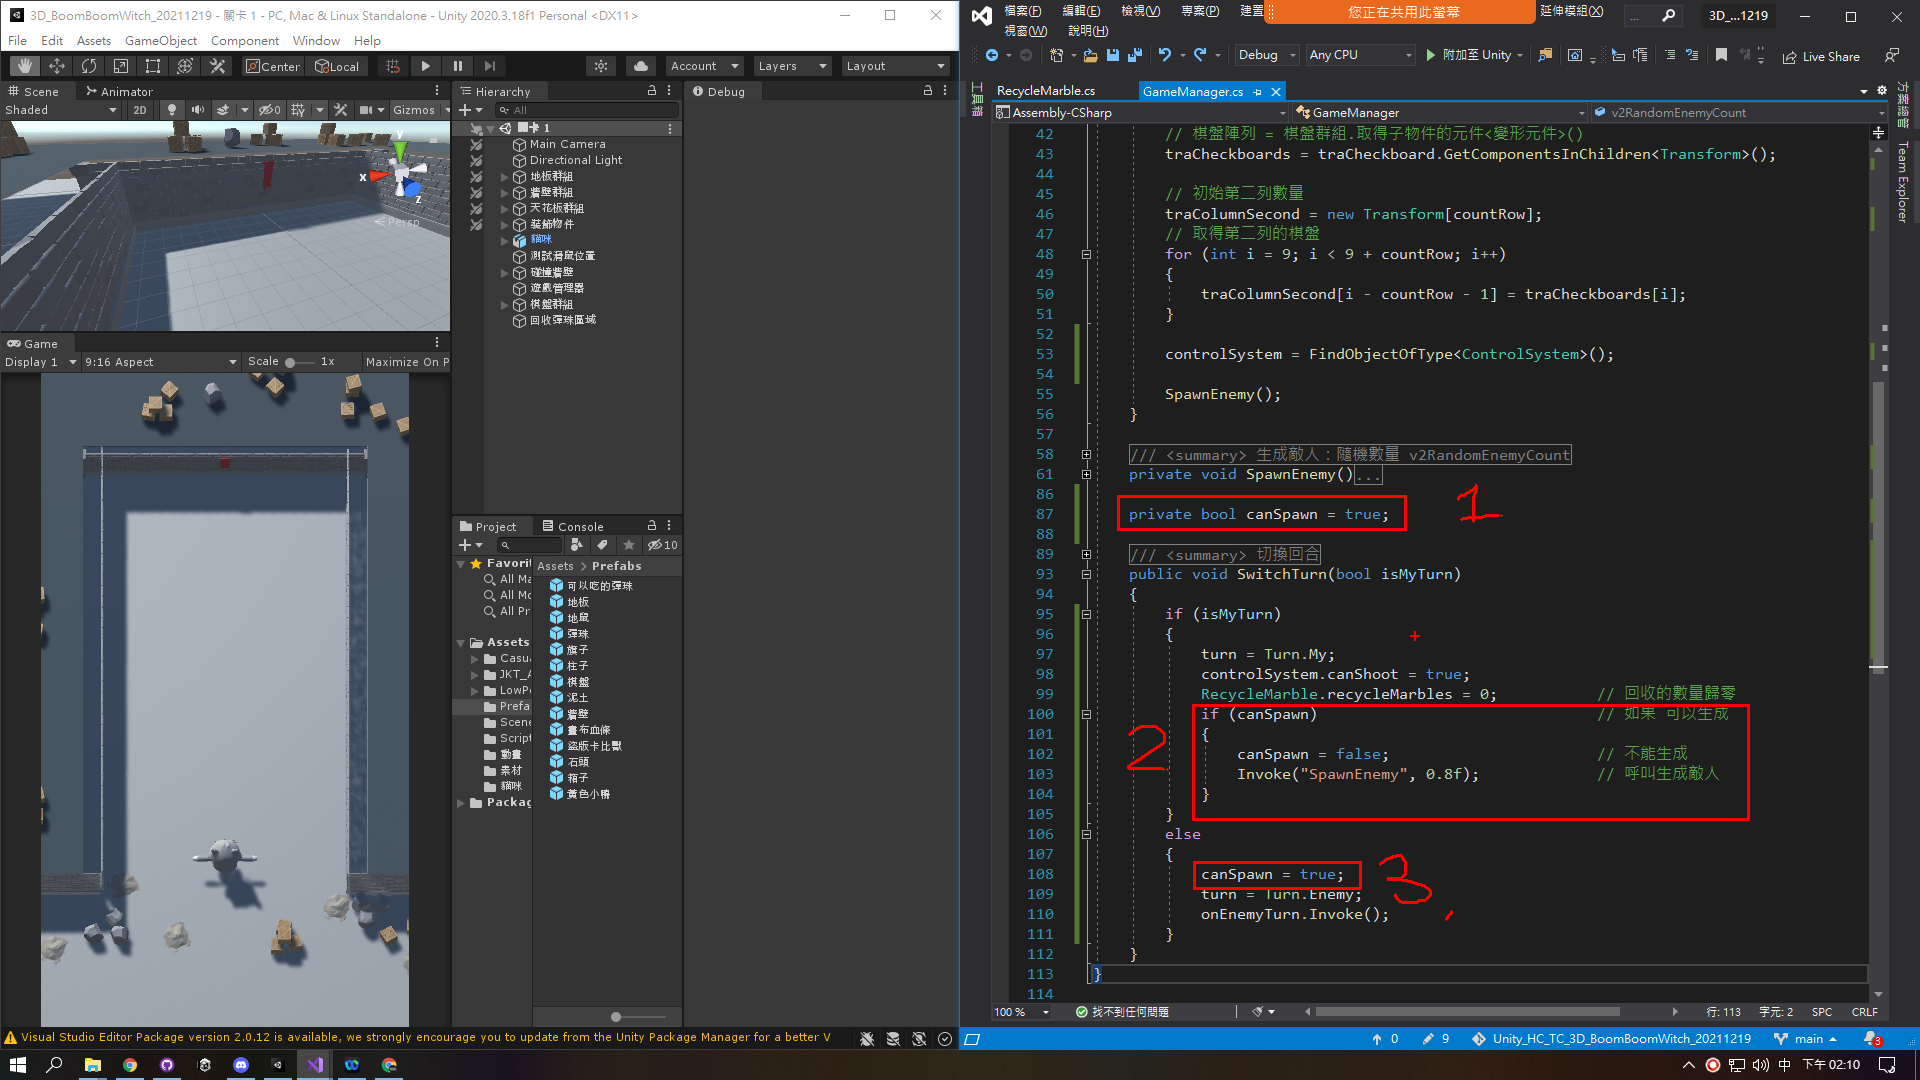 3D_BoomBoomWitch_20211219 - 關卡 1 - PC, Mac & Linux Standalone - Unity 2020.3.18f1 Personal <DX11>
File Edit Assets GameObject Component Window Help
Center Local Account Layers Layout
Scene Animator
Shaded 2D 0 Gizmos
y
x
z
Persp
Game
Display 1 9:16 Aspect Scale 1x Maximize On P
Hierarchy
All
關卡 1
Main Camera
Directional Light
地板群組
牆壁群組
天花板群組
裝飾物件
貓咪
測試滑鼠位置
碰撞牆壁
遊戲管理器
棋盤群組
回收彈珠區域
Debug
Project Console
10
Favorit
All Ma
All Mo
All Pr
Assets
Casua
JKT_A
LowPo
Prefa
Scene
Script
動畫
素材
貓咪
Packag
Assets > Prefabs
可以吃的彈珠
地板
地鼠
彈珠
旗子
柱子
棋盤
泥土
牆壁
畫布血條
盜版卡比獸
石頭
箱子
黃色小鴨
Visual Studio Editor Package version 2.0.12 is available, we strongly encourage you to update from the Unity Package Manager for a better V
檔案(F) 編輯(E) 檢視(V) 專案(P) 建置 您正在共用此螢幕 延伸模組(X) ... 3D_...1219
視窗(W) 說明(H)
Debug Any CPU 附加至 Unity Live Share
工具箱
方案總管
Team Explorer
RecycleMarble.cs GameManager.cs
Assembly-CSharp GameManager v2RandomEnemyCount
42 // 棋盤陣列 = 棋盤群組.取得子物件的元件<變形元件>()
43 traCheckboards = traCheckboard.GetComponentsInChildren<Transform>();
44
45 // 初始第二列數量
46 traColumnSecond = new Transform[countRow];
47 // 取得第二列的棋盤
48 for (int i = 9; i < 9 + countRow; i++)
49 {
50 traColumnSecond[i - countRow - 1] = traCheckboards[i];
51 }
52
53 controlSystem = FindObjectOfType<ControlSystem>();
54
55 SpawnEnemy();
56 }
57
58 /// <summary> 生成敵人：隨機數量 v2RandomEnemyCount
61 private void SpawnEnemy()...
86
87 private bool canSpawn = true;
1
88
89 /// <summary> 切換回合
93 public void SwitchTurn(bool isMyTurn)
94 {
95 if (isMyTurn)
96 {
97 turn = Turn.My;
98 controlSystem.canShoot = true;
99 RecycleMarble.recycleMarbles = 0; // 回收的數量歸零
100 if (canSpawn) // 如果 可以生成
101 {
2
102 canSpawn = false; // 不能生成
103 Invoke("SpawnEnemy", 0.8f); // 呼叫生成敵人
104 }
105 }
106 else
107 {
108 canSpawn = true;
3
109 turn = Turn.Enemy;
110 onEnemyTurn.Invoke();
111 }
112 }
113 }
114
100 % 找不到任何問題 行: 113 字元: 2 SPC CRLF
0 9 Unity_HC_TC_3D_BoomBoomWitch_20211219 main 3
中 下午 02:10